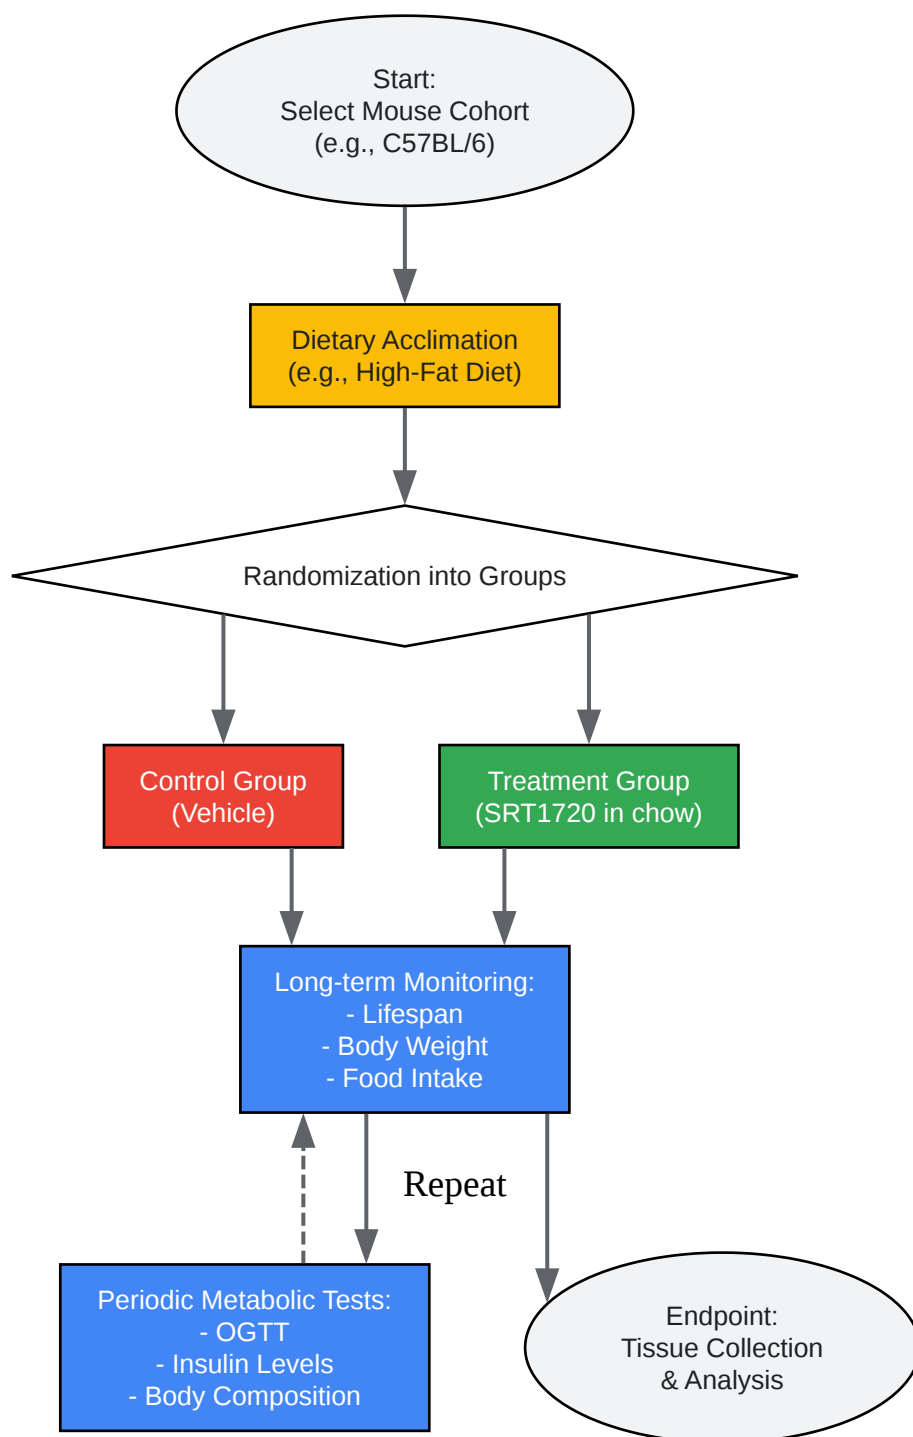 Start:
Select Mouse Cohort
(e.g., C57BL/6)
Dietary Acclimation
(e.g., High-Fat Diet)
Randomization into Groups
Control Group
(Vehicle)
Treatment Group
(SRT1720 in chow)
Long-term Monitoring:
- Lifespan
- Body Weight
- Food Intake
Repeat
Periodic Metabolic Tests:
- OGTT
- Insulin Levels
- Body Composition
Endpoint:
Tissue Collection
& Analysis